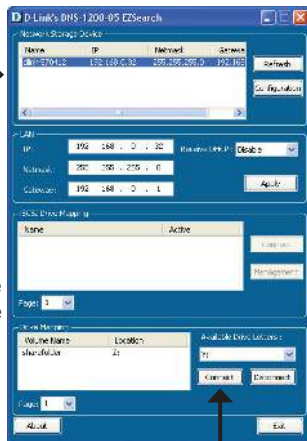 D-Link's DNS-1200-05 EZSearch
Network Storage Device
Name IP Netmask Gatewa
dlink-570412 192.168.0.32 255.255.255.0 192.168
Refresh
Configuration
LAN
IP: 192 . 168 . 0 . 32 Receive DHCP : Disable
Netmask: 255 . 255 . 255 . 0
Gateway: 192 . 168 . 0 . 1 Apply
iSCSI Drive Mapping
Name Active
Connect
Management
Page: 1
Drive Mapping
Volume Name Location
sharefolder Z:
Available Drive Letters :
Y:
Connect Disconnect
Page: 1
About Exit